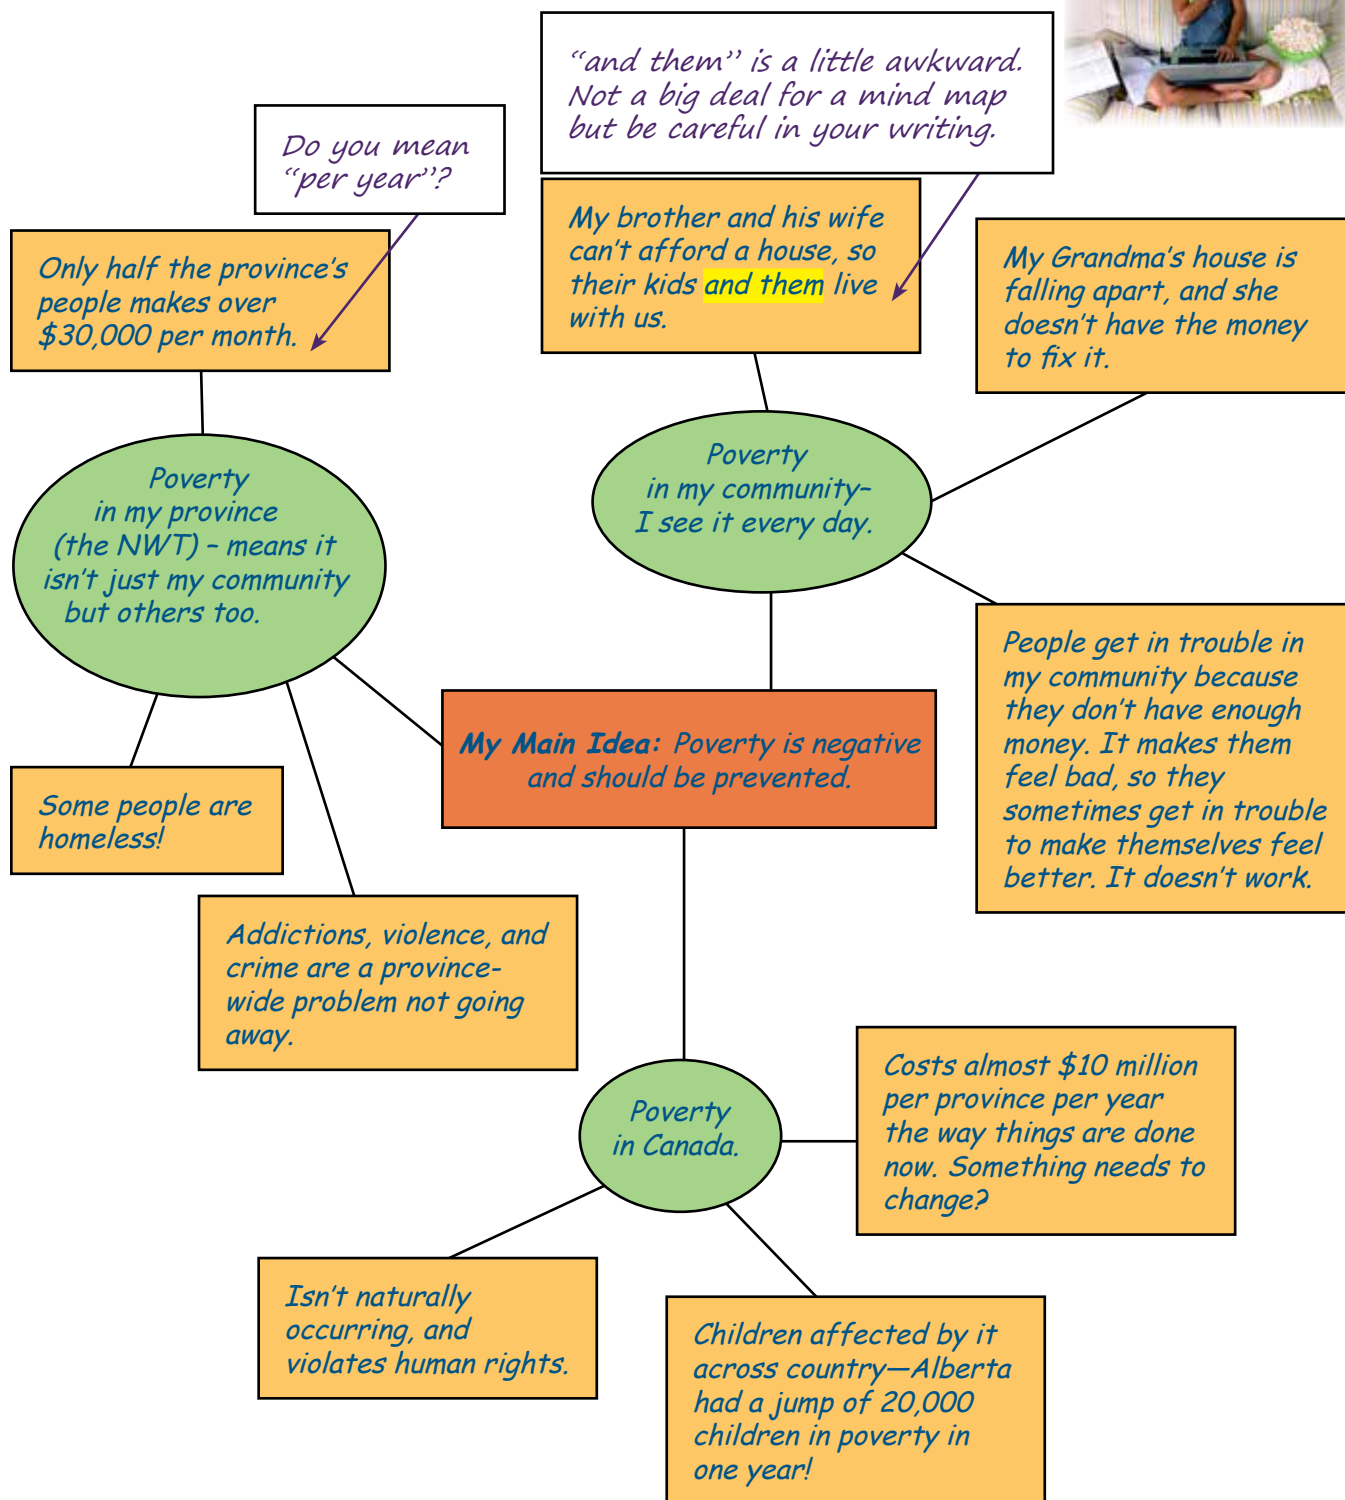 "and them" is a little awkward.
Not a big deal for a mind map
but be careful in your writing.
Do you mean
"per year"?
My brother and his wife
can't afford a house, so
their kids and them live
with us.
My Grandma's house is
falling apart, and she
doesn't have the money
to fix it.
Only half the province's
people makes over
$30,000 per month.
Poverty
in my province
(the NWT) – means it
isn't just my community
but others too.
Poverty
in my community–
I see it every day.
People get in trouble in
my community because
they don't have enough
money. It makes them
feel bad, so they
sometimes get in trouble
to make themselves feel
better. It doesn't work.
My Main Idea: Poverty is negative
and should be prevented.
Some people are
homeless!
Addictions, violence, and
crime are a province-
wide problem not going
away.
Poverty
in Canada.
Costs almost $10 million
per province per year
the way things are done
now. Something needs to
change?
Isn't naturally
occurring, and
violates human rights.
Children affected by it
across country—Alberta
had a jump of 20,000
children in poverty in
one year!